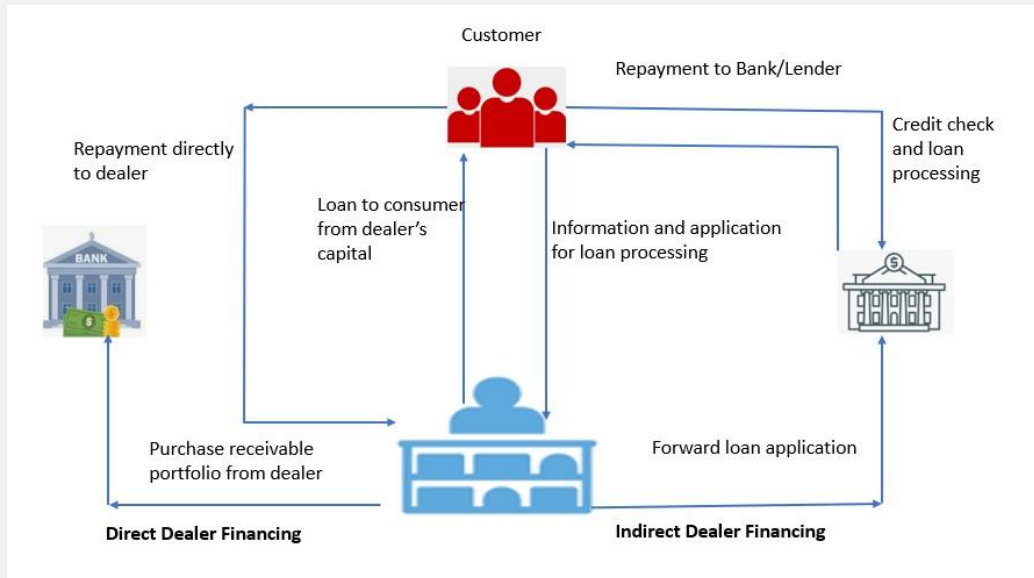 Customer
Repayment to Bank/Lender
Credit check
and loan
processing
Repayment directly
to dealer
Loan to consumer
from dealer's
capital
Information and application
for loan processing
$
BANK
$
$
Purchase receivable
portfolio from dealer
Forward loan application
Direct Dealer Financing
Indirect Dealer Financing